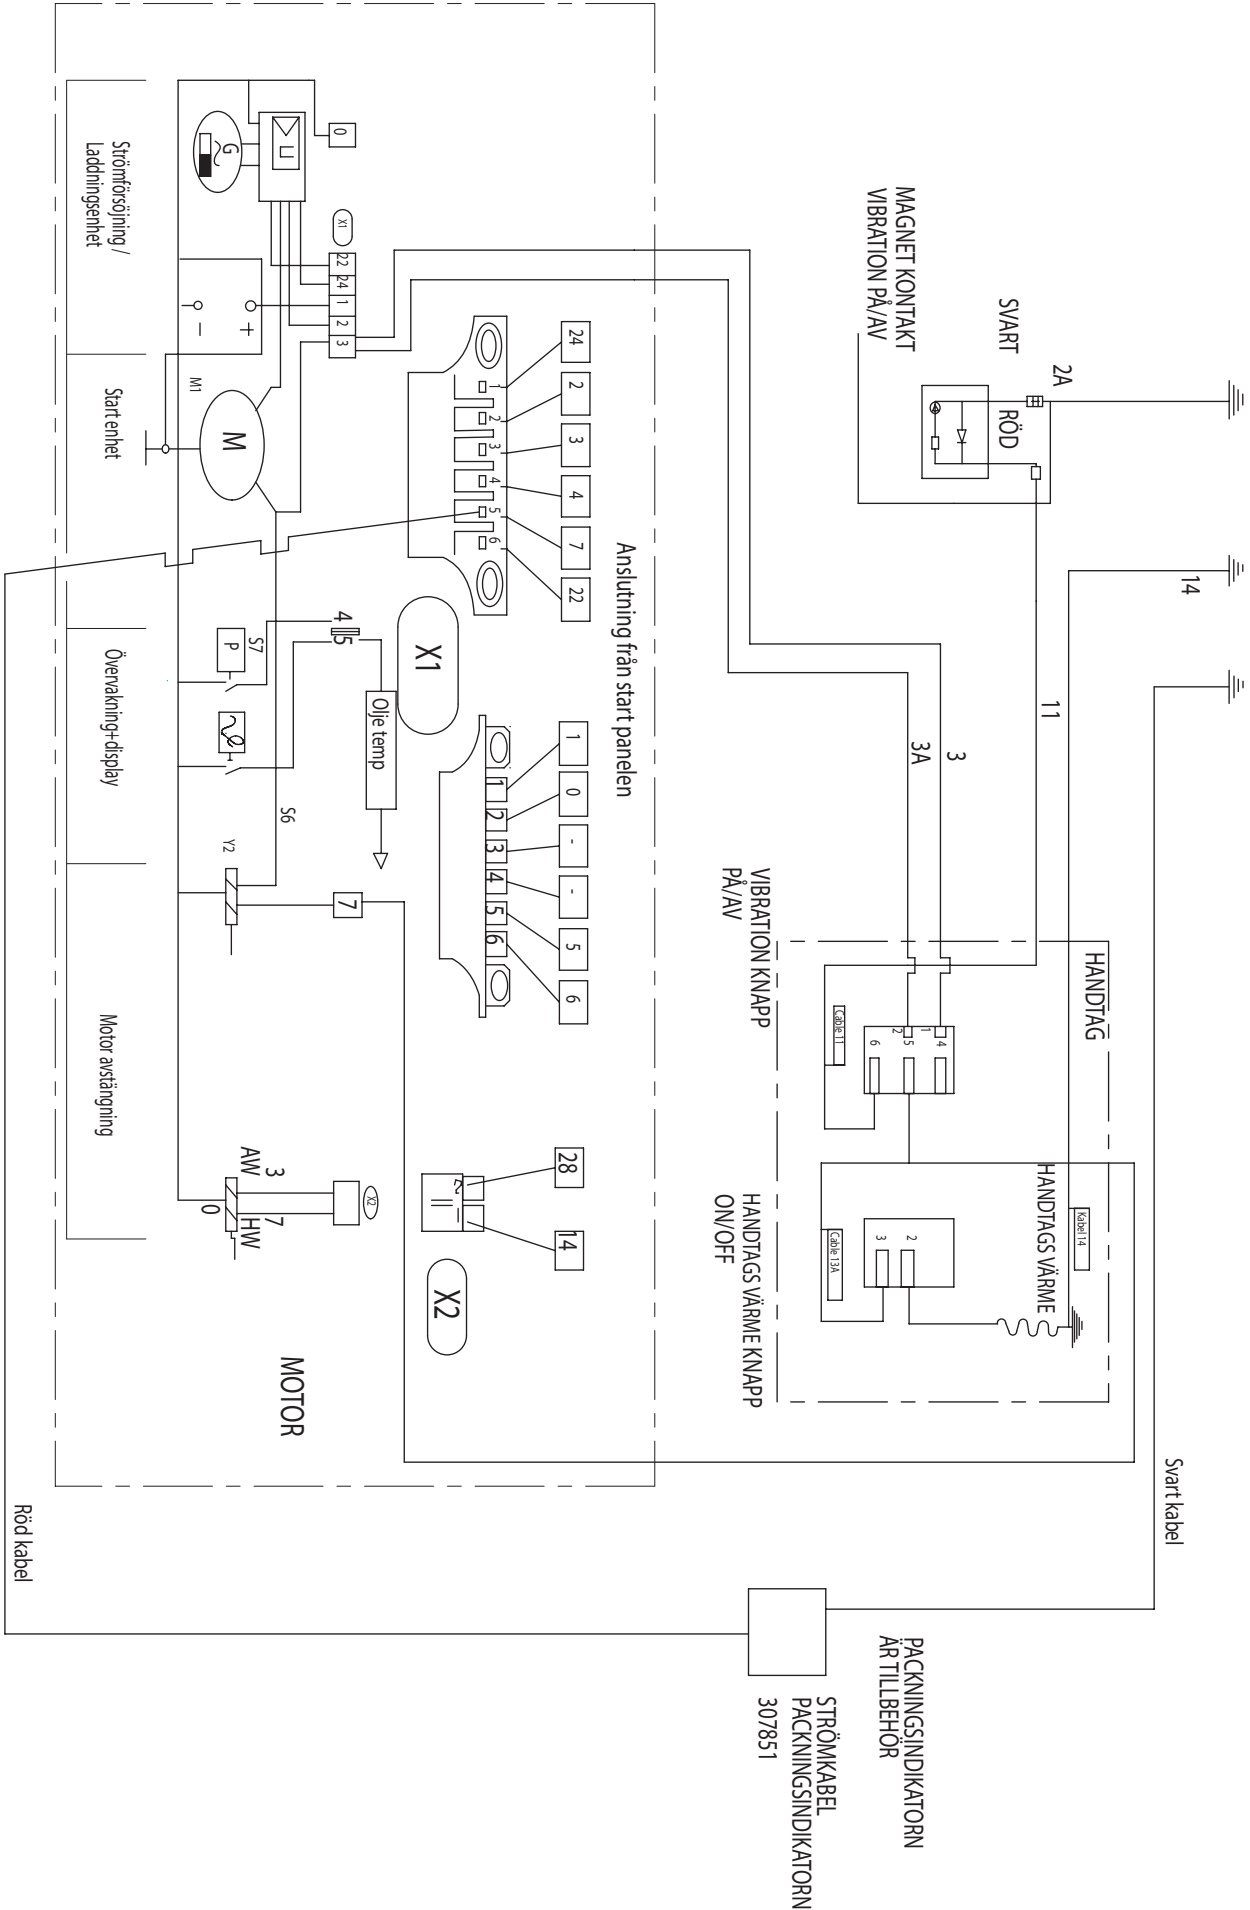 MAGNET KONTAKT
VIBRATION PÅ/AV
SVART
2A
RÖD
14
11
3
3A
HANDTAG
VIBRATION KNAPP
PÅ/AV
Cable 11
1
2
4
5
6
HANDTAGS VÄRME
Kabel 14
HANDTAGS VÄRME KNAPP
ON/OFF
2
3
Cable 13A
Svart kabel
PACKNINGSINDIKATORN
ÄR TILLBEHÖR
STRÖMKABEL
PACKNINGSINDIKATORN
307851
Röd kabel
Anslutning från start panelen
24
2
3
4
7
22
1
2
3
4
5
6
X1
1
0
-
-
5
6
1
2
3
4
5
6
28
14
2
1
X2
MOTOR
0
U
G
X1
22
24
1
2
3
+
-
M1
M
4
5
Olje temp
S7
P
S6
Y2
7
X2
3
7
AW
HW
0
Strömförsöjning /
Laddningsenhet
Start enhet
Övervakning+display
Motor avstängning